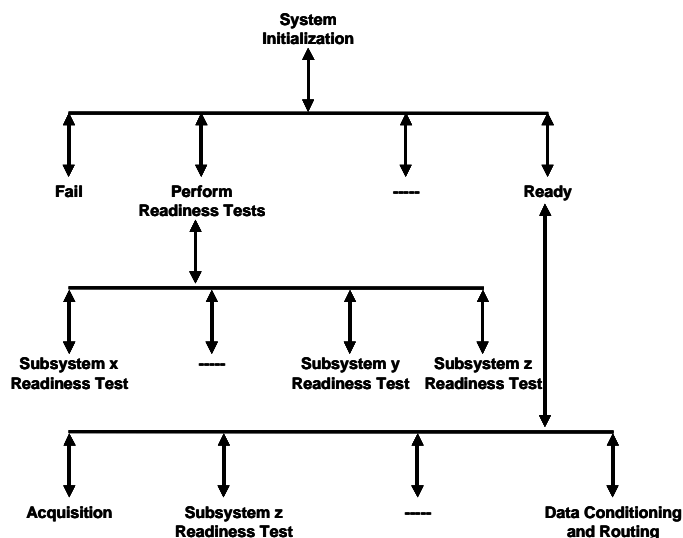 System
Initialization
Fail
Perform
Readiness Tests
-----
Ready
Subsystem x
Readiness Test
-----
Subsystem y
Readiness Test
Subsystem z
Readiness Test
Acquisition
Subsystem z
Readiness Test
-----
Data Conditioning
and Routing